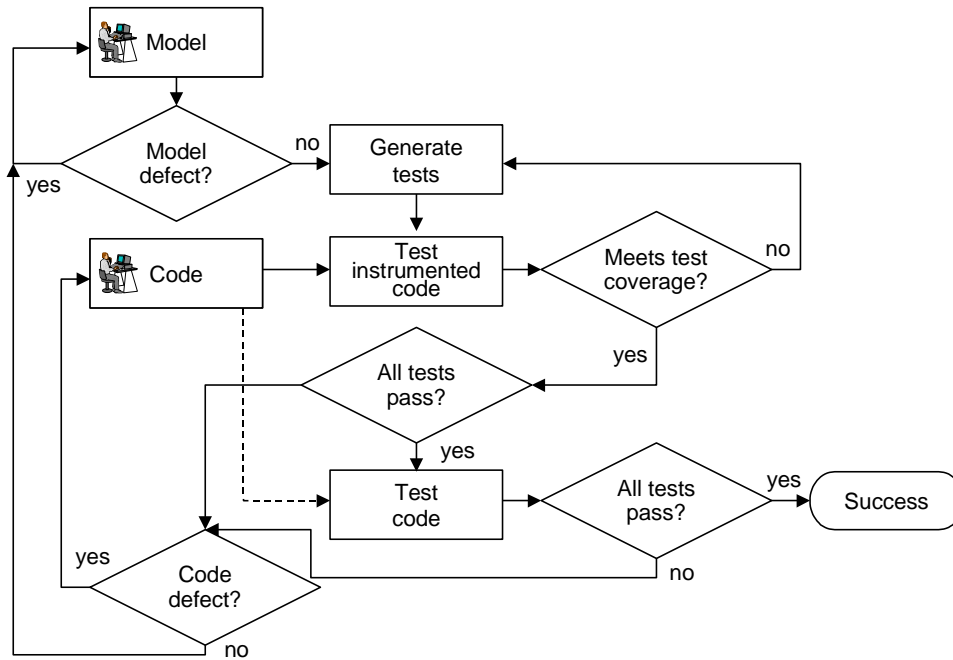 Model
Model
defect?
no
yes
Generate
tests
Code
Test
instrumented
code
Meets test
coverage?
no
yes
All tests
pass?
yes
Test
code
All tests
pass?
yes
Success
no
Code
defect?
yes
no